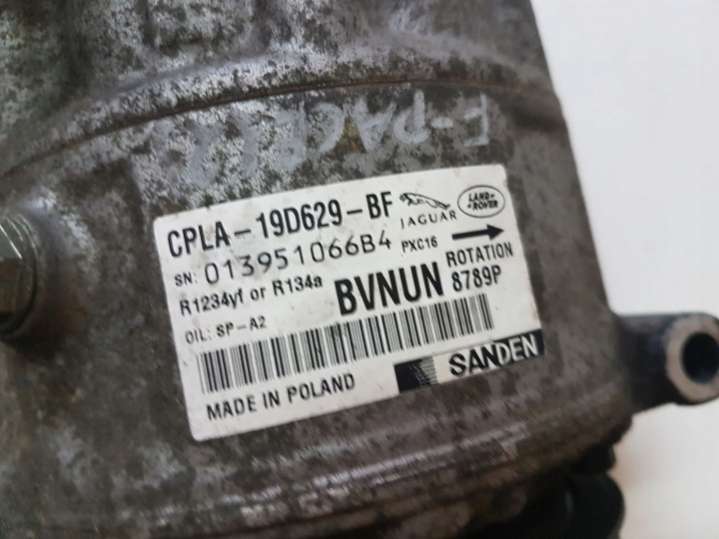 E-PACE
CPLA-19D629-BF
JAGUAR
LAND ROVER
SN: 013951066B4
PXC16
R1234yf or R134a
BVNUN
ROTATION
8789P
OIL: SP-A2
SANDEN
MADE IN POLAND